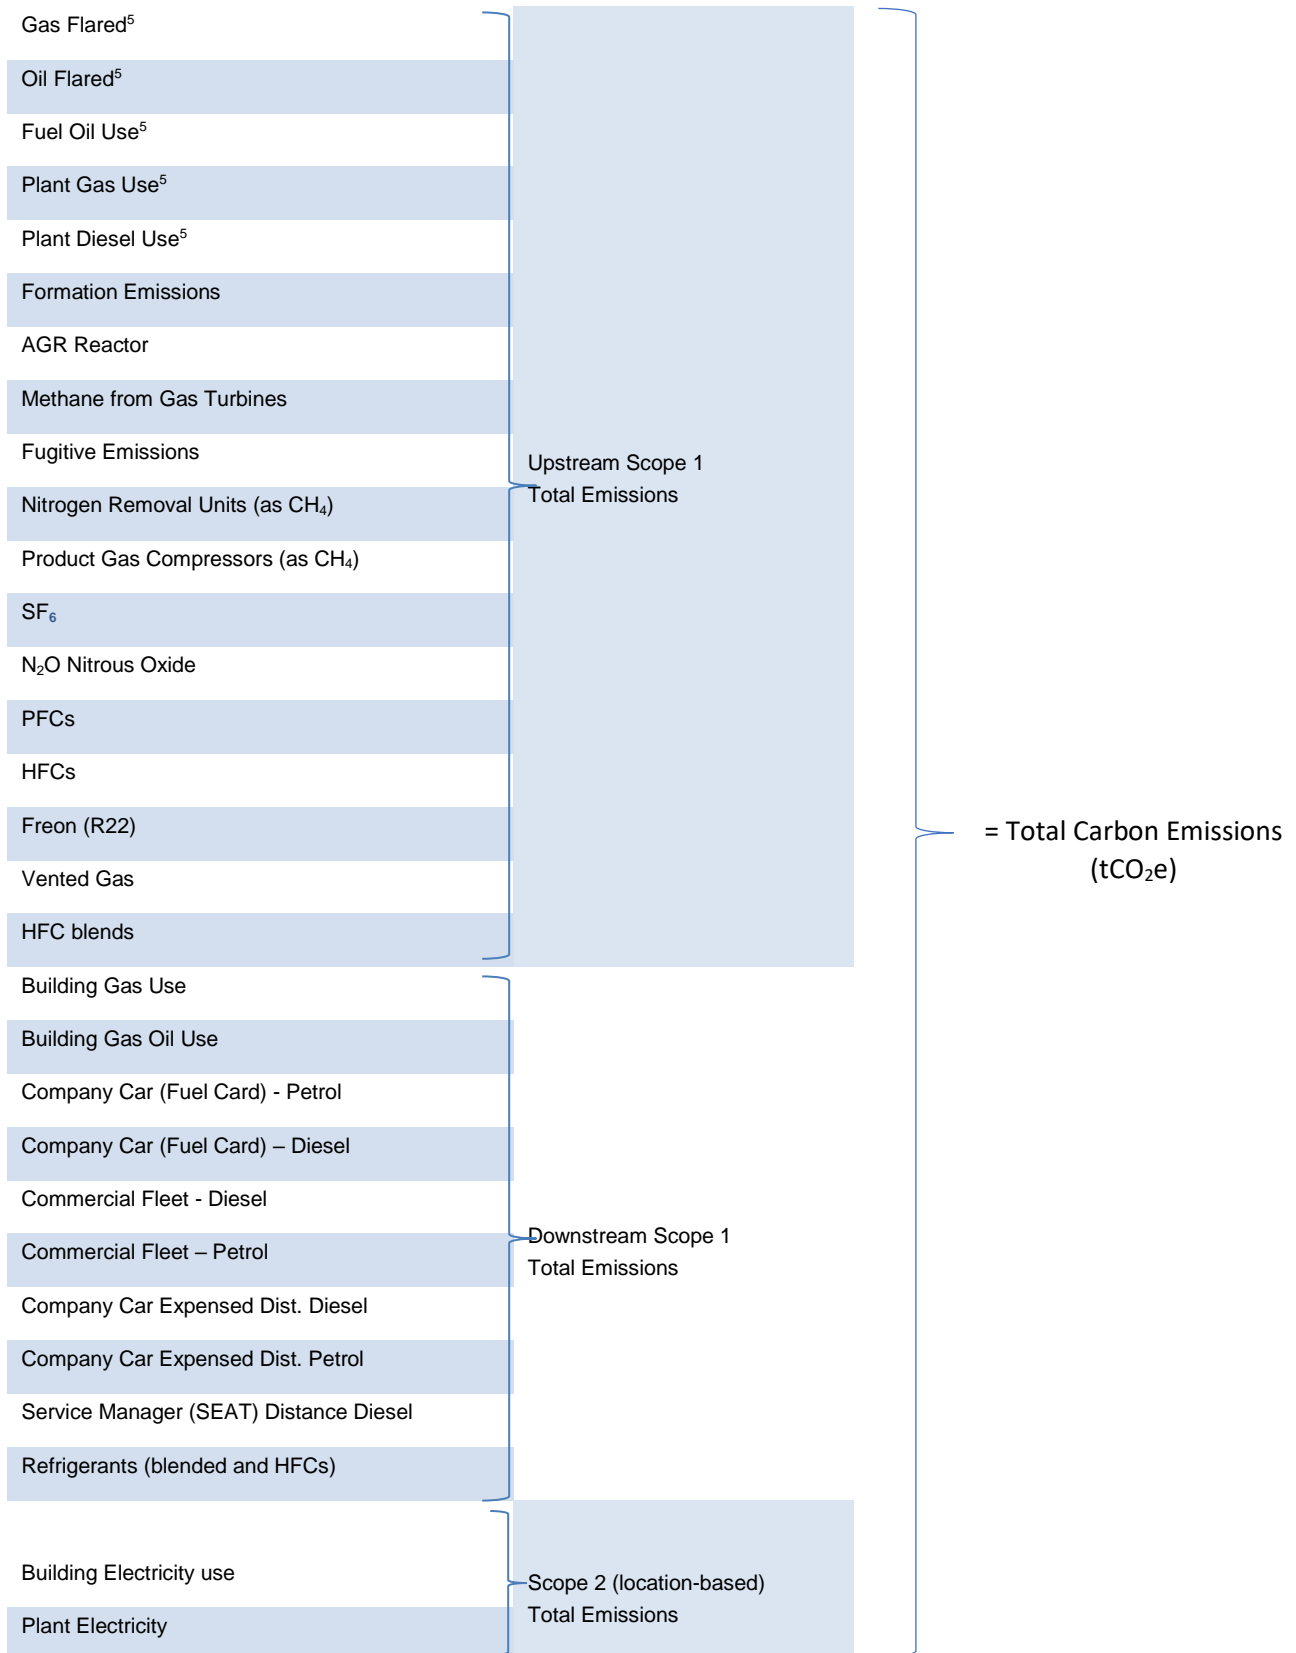 Gas Flared⁵
Oil Flared⁵
Fuel Oil Use⁵
Plant Gas Use⁵
Plant Diesel Use⁵
Formation Emissions
AGR Reactor
Methane from Gas Turbines
Fugitive Emissions
Nitrogen Removal Units (as CH₄)
Product Gas Compressors (as CH₄)
SF₆
N₂O Nitrous Oxide
PFCs
HFCs
Freon (R22)
Vented Gas
HFC blends
Upstream Scope 1
Total Emissions
Building Gas Use
Building Gas Oil Use
Company Car (Fuel Card) - Petrol
Company Car (Fuel Card) – Diesel
Commercial Fleet - Diesel
Commercial Fleet – Petrol
Company Car Expensed Dist. Diesel
Company Car Expensed Dist. Petrol
Service Manager (SEAT) Distance Diesel
Refrigerants (blended and HFCs)
Downstream Scope 1
Total Emissions
Building Electricity use
Plant Electricity
Scope 2 (location-based)
Total Emissions
= Total Carbon Emissions
(tCO₂e)